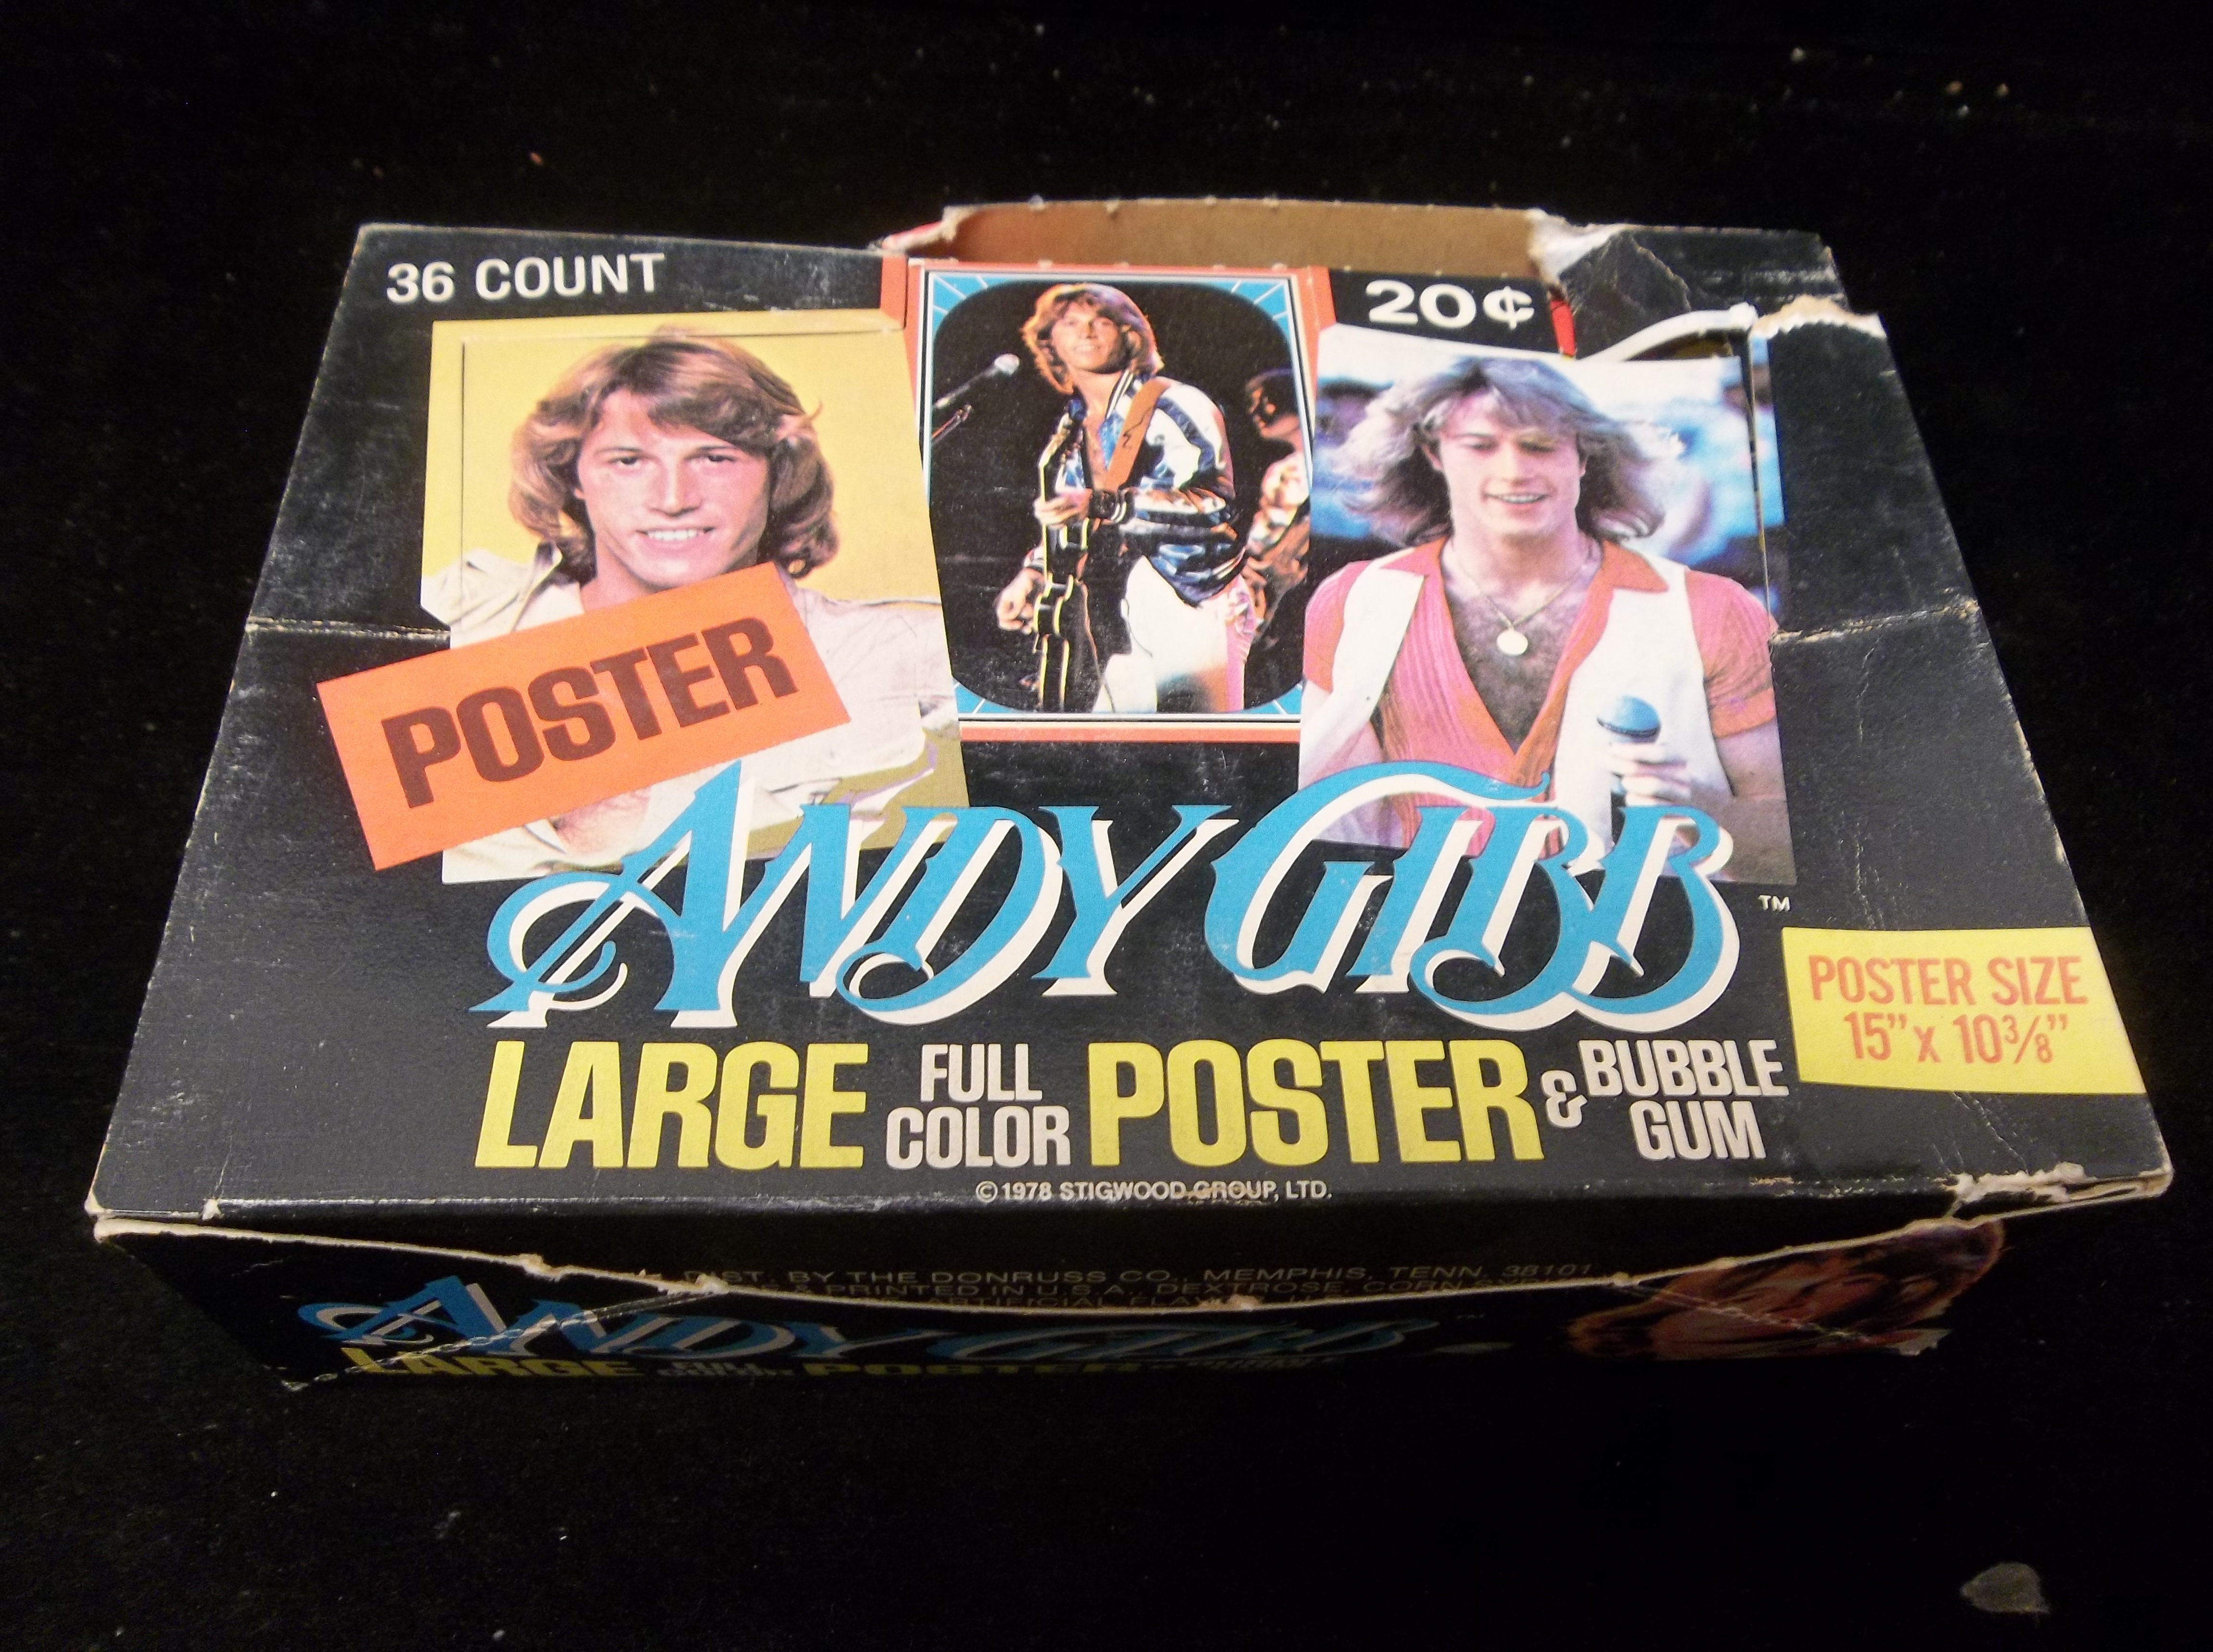 36 COUNT
20¢
POSTER
ANDY GIBB
™
POSTER SIZE
15" x 10 3/8"
LARGE FULL COLOR POSTER & BUBBLE GUM
© 1978 STIGWOOD GROUP, LTD.
DIST. BY THE DONRUSS CO., MEMPHIS, TENN. 38101
& PRINTED IN U.S.A., DEXTROSE, CORN
ARTIFICIAL
ANDY GIBB
LARGE FULL POSTER